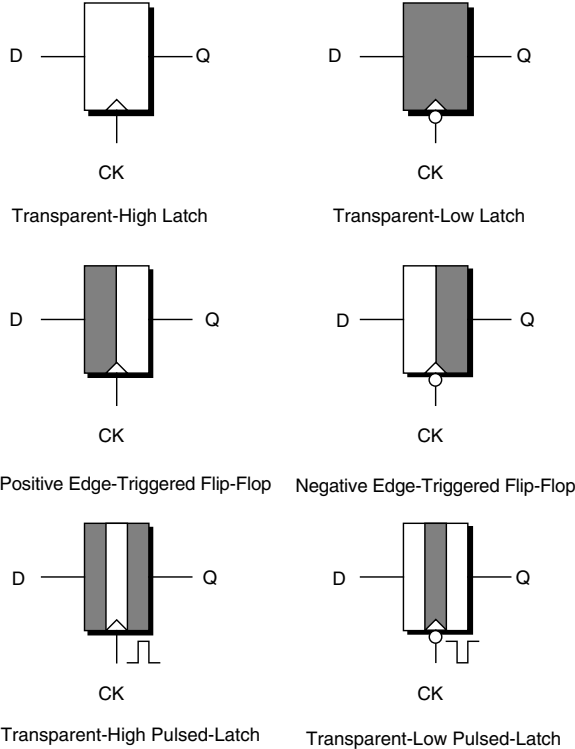 D Q D Q
CK CK
Transparent-High Latch Transparent-Low Latch
D Q D Q
CK CK
Positive Edge-Triggered Flip-Flop Negative Edge-Triggered Flip-Flop
D Q D Q
CK CK
Transparent-High Pulsed-Latch Transparent-Low Pulsed-Latch